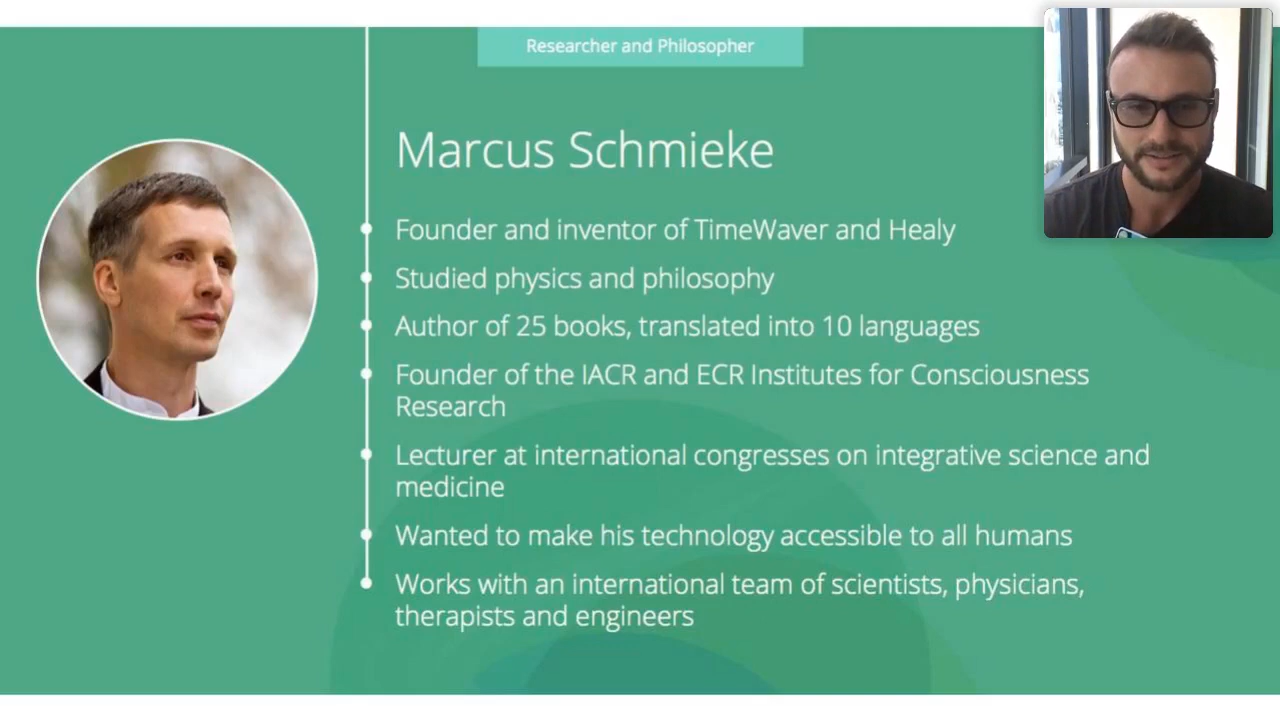 Researcher and Philosopher
Marcus Schmieke
Founder and inventor of TimeWaver and Healy
Studied physics and philosophy
Author of 25 books, translated into 10 languages
Founder of the IACR and ECR Institutes for Consciousness
Research
Lecturer at international congresses on integrative science and
medicine
Wanted to make his technology accessible to all humans
Works with an international team of scientists, physicians,
therapists and engineers